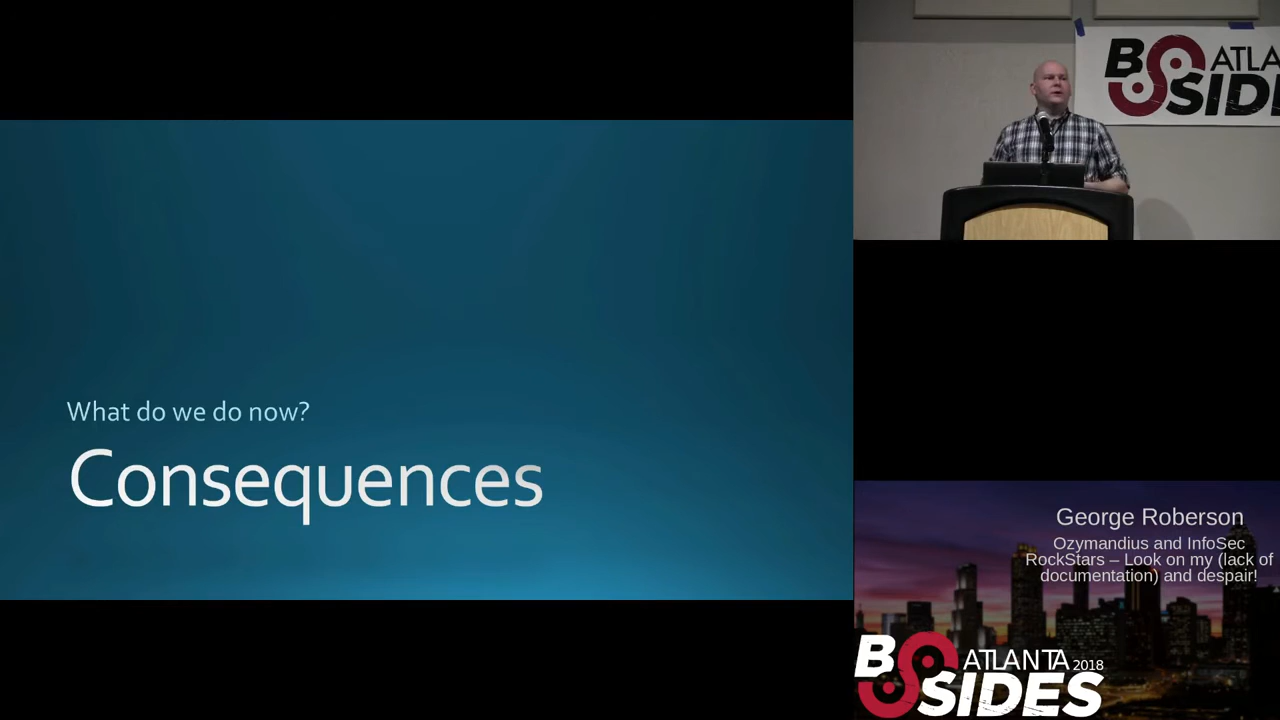 What do we do now?
Consequences
B ATLA
SIDE
George Roberson
Ozymandius and InfoSec
RockStars – Look on my (lack of
documentation) and despair!
B ATLANTA 2018
SIDES